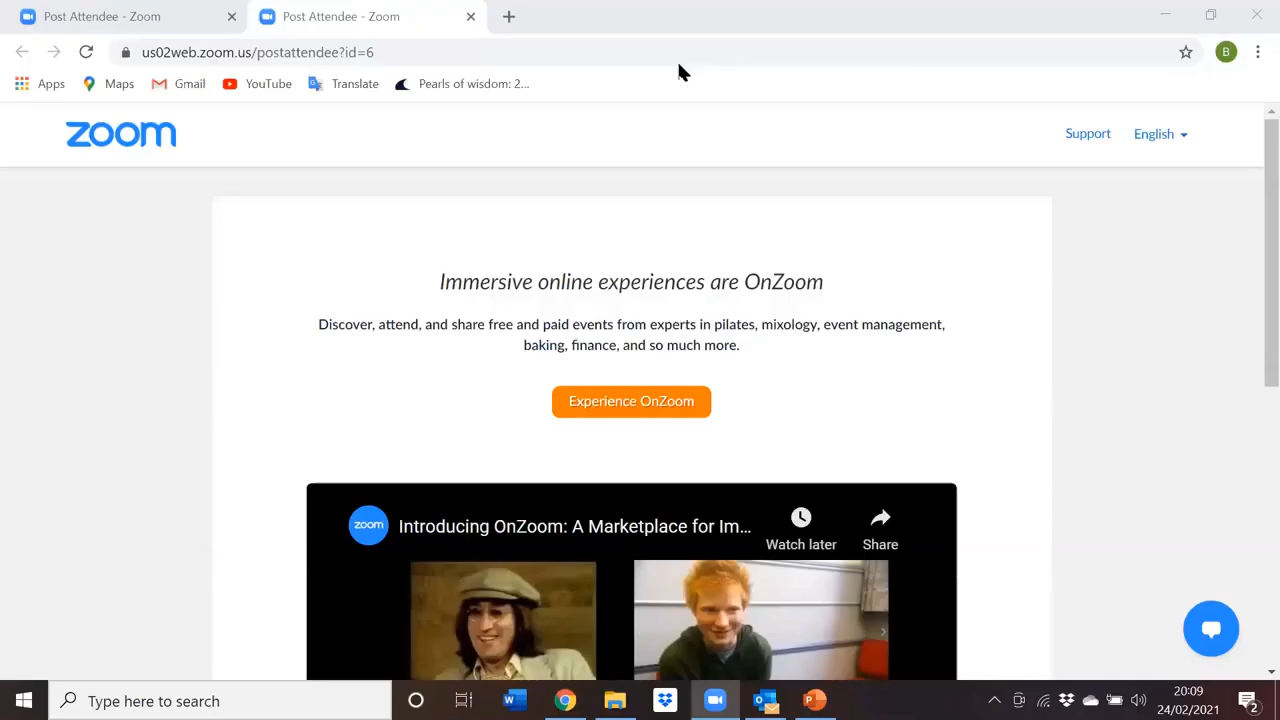 Post Attendee - Zoom
Post Attendee - Zoom
us02web.zoom.us/postattendee?id=6
B
Apps
Maps
Gmail
YouTube
Translate
Pearls of wisdom: 2...
zoom
Support
English
Immersive online experiences are OnZoom
Discover, attend, and share free and paid events from experts in pilates, mixology, event management,
baking, finance, and so much more.
Experience OnZoom
zoom
Introducing OnZoom: A Marketplace for Im...
Watch later
Share
Type here to search
20:09
24/02/2021
2